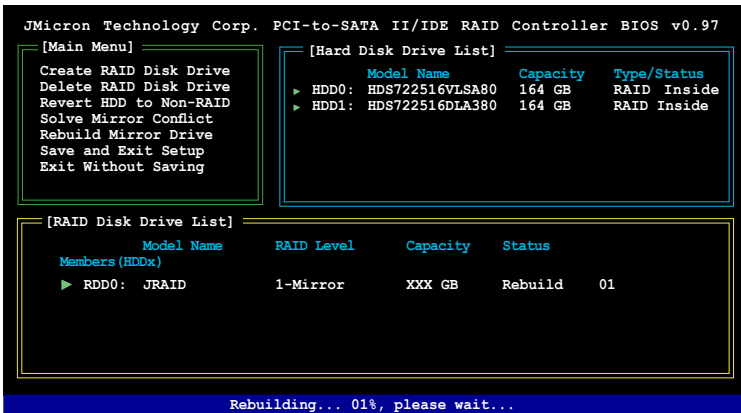 JMicron Technology Corp. PCI-to-SATA II/IDE RAID Controller BIOS v0.97
[Main Menu]
Create RAID Disk Drive
Delete RAID Disk Drive
Revert HDD to Non-RAID
Solve Mirror Conflict
Rebuild Mirror Drive
Save and Exit Setup
Exit Without Saving
[Hard Disk Drive List]
Model Name Capacity Type/Status
HDD0: HDS722516VLSA80 164 GB RAID Inside
HDD1: HDS722516DLA380 164 GB RAID Inside
[RAID Disk Drive List]
Model Name RAID Level Capacity Status
Members(HDDx)
RDD0: JRAID 1-Mirror XXX GB Rebuild 01
Rebuilding... 01%, please wait...